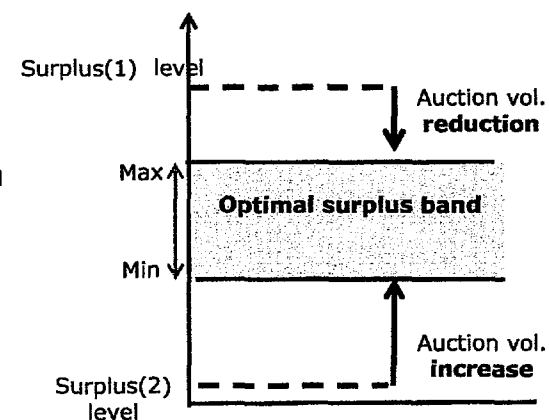 Surplus(1) level
Auction vol.
reduction
Max
Optimal surplus band
Min
Auction vol.
increase
Surplus(2)
level